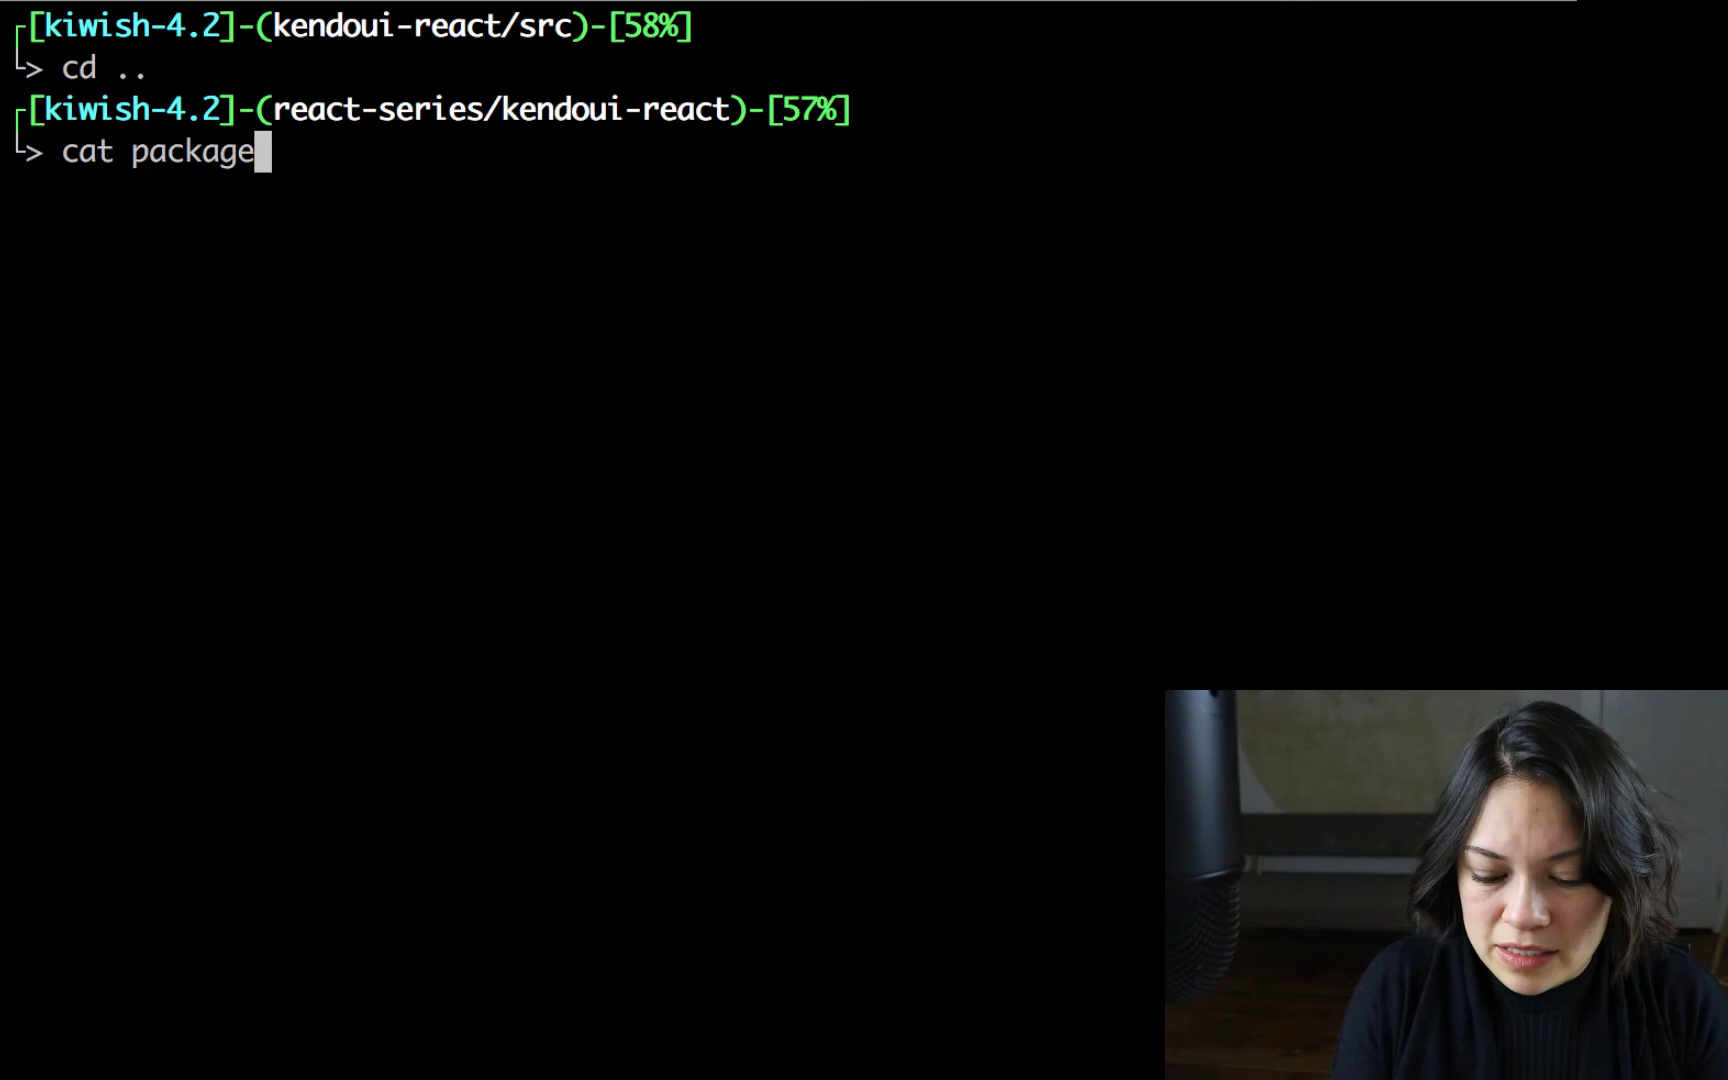 [kiwish-4.2]-(kendoui-react/src)-[58%]
> cd ..
[kiwish-4.2]-(react-series/kendoui-react)-[57%]
> cat package